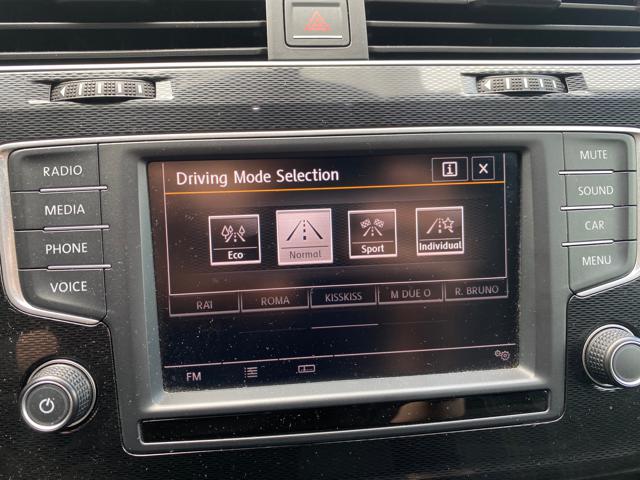 RADIO
MEDIA
PHONE
VOICE
Driving Mode Selection
i X
Eco Normal Sport Individual
RA1 ROMA KISSKISS M DUE O R. BRUNO
FM
MUTE
SOUND
CAR
MENU